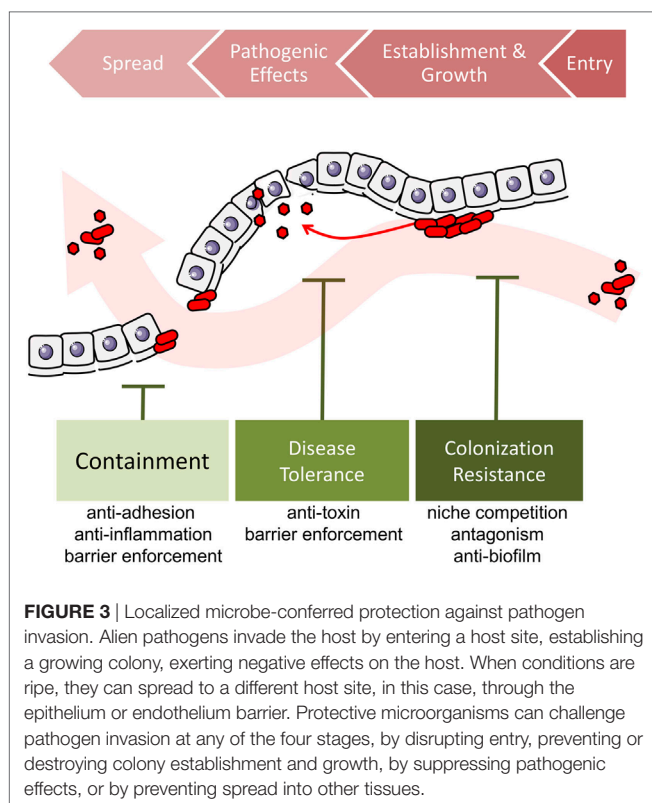 Spread
Pathogenic
Effects
Establishment &
Growth
Entry
Containment
anti-adhesion
anti-inflammation
barrier enforcement
Disease
Tolerance
anti-toxin
barrier enforcement
Colonization
Resistance
niche competition
antagonism
anti-biofilm
FIGURE 3 | Localized microbe-conferred protection against pathogen
invasion. Alien pathogens invade the host by entering a host site, establishing
a growing colony, exerting negative effects on the host. When conditions are
ripe, they can spread to a different host site, in this case, through the
epithelium or endothelium barrier. Protective microorganisms can challenge
pathogen invasion at any of the four stages, by disrupting entry, preventing or
destroying colony establishment and growth, by suppressing pathogenic
effects, or by preventing spread into other tissues.